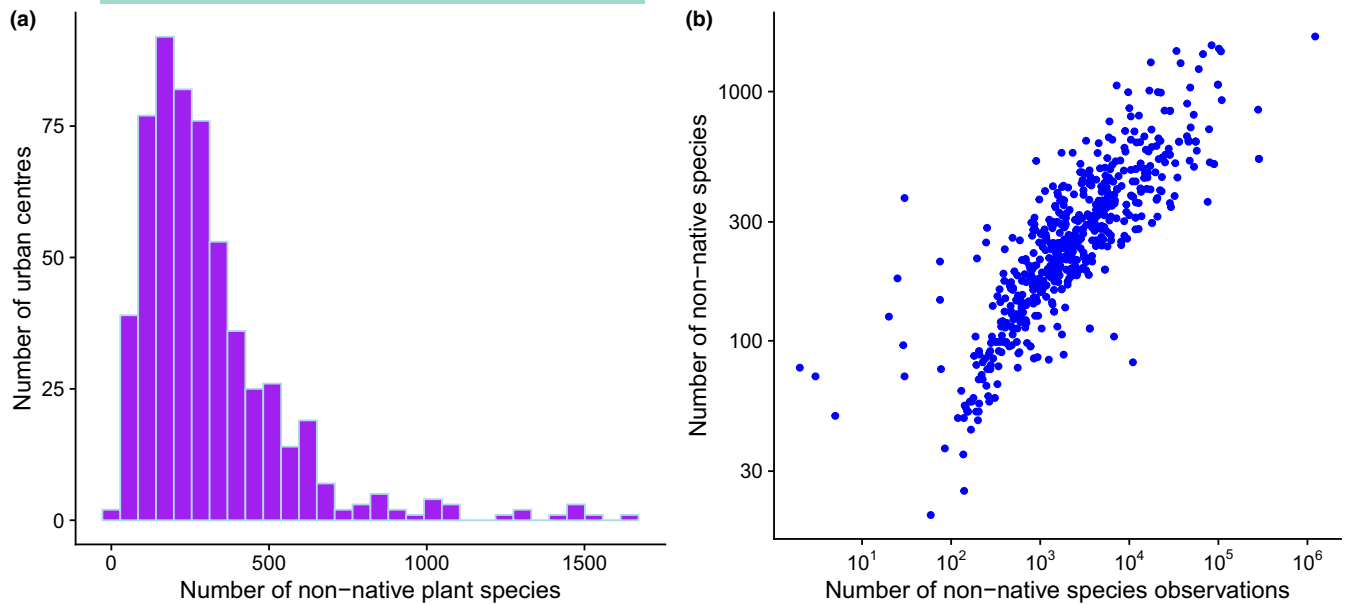 (a)
Number of urban centres
75
50
25
0
0 500 1000 1500
Number of non−native plant species
(b)
Number of non−native species
1000
300
100
30
10¹ 10² 10³ 10⁴ 10⁵ 10⁶
Number of non−native species observations